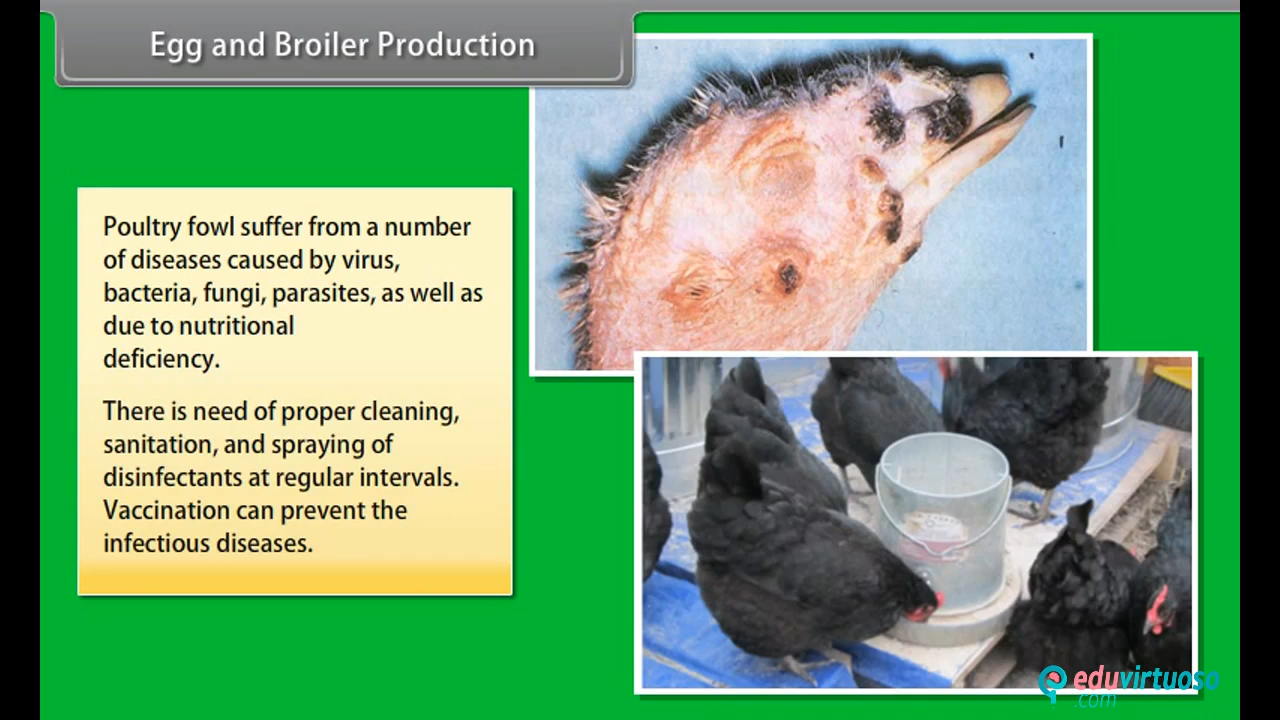 Egg and Broiler Production
Poultry fowl suffer from a number
of diseases caused by virus,
bacteria, fungi, parasites, as well as
due to nutritional
deficiency.
There is need of proper cleaning,
sanitation, and spraying of
disinfectants at regular intervals.
Vaccination can prevent the
infectious diseases.
eduvirtuoso
.com